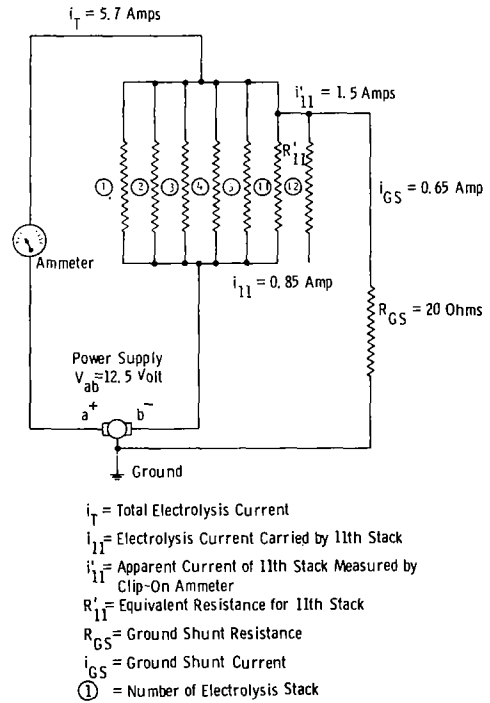 i_T = 5.7 Amps
i'_11 = 1.5 Amps
R'_11
1 2 3 4 5 11 12
i_GS = 0.65 Amp
Ammeter
i_11 = 0.85 Amp
R_GS = 20 Ohms
Power Supply
V_ab = 12.5 Volt
a+ b-
Ground
i_T = Total Electrolysis Current
i_11 = Electrolysis Current Carried by 11th Stack
i'_11 = Apparent Current of 11th Stack Measured by
Clip-On Ammeter
R'_11 = Equivalent Resistance for 11th Stack
R_GS = Ground Shunt Resistance
i_GS = Ground Shunt Current
1 = Number of Electrolysis Stack